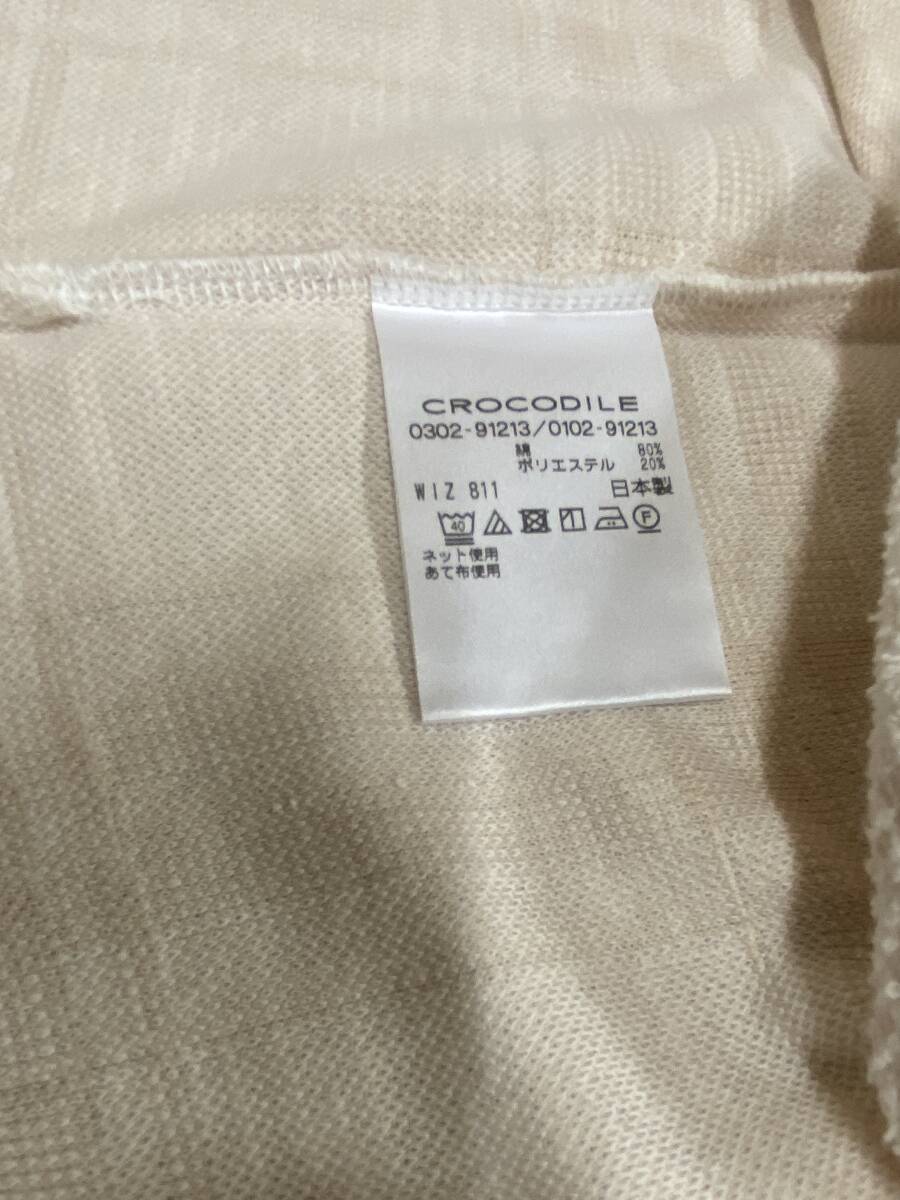 CROCODILE
0302-91213/0102-91213
綿 80%
ポリエステル 20%
WIZ 811 日本製
40 F
ネット使用
あて布使用